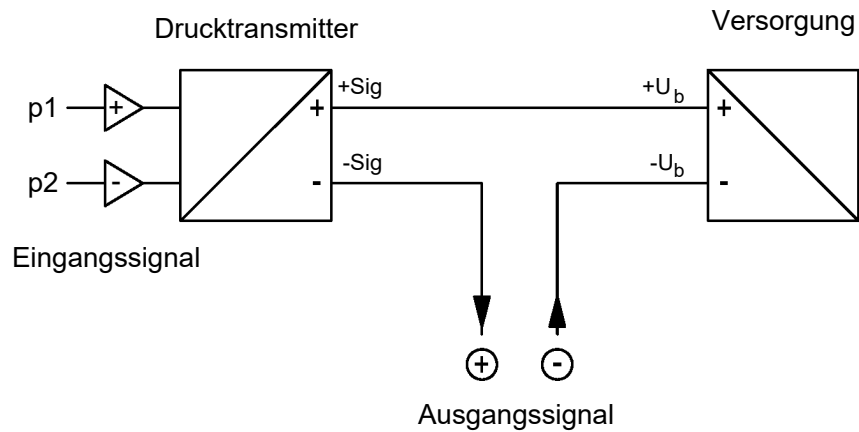 Drucktransmitter
Versorgung
+Sig
+U_b
p1
+
+
+
-Sig
-U_b
p2
-
-
-
Eingangssignal
+
-
Ausgangssignal